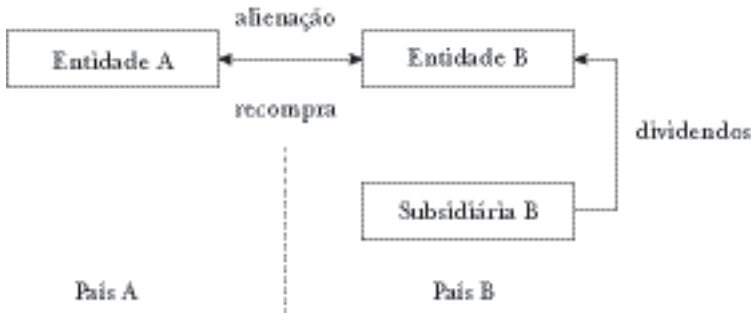 alienação
Entidade A
Entidade B
recompra
dividendos
Subsidiária B
País A
País B